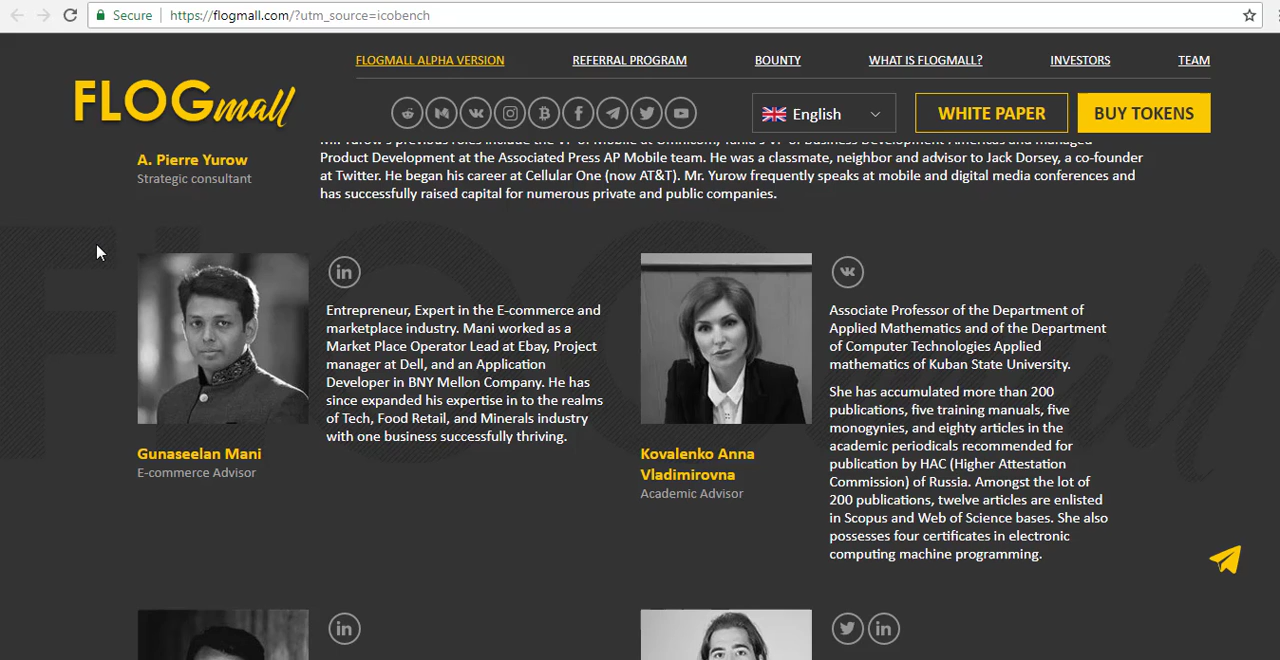 Secure
https://flogmall.com/?utm_source=icobench
FLOGMALL ALPHA VERSION
REFERRAL PROGRAM
BOUNTY
WHAT IS FLOGMALL?
INVESTORS
TEAM
FLOGmall
English
WHITE PAPER
BUY TOKENS
A. Pierre Yurow
Strategic consultant
Product Development at the Associated Press AP Mobile team. He was a classmate, neighbor and advisor to Jack Dorsey, a co-founder
at Twitter. He began his career at Cellular One (now AT&T). Mr. Yurow frequently speaks at mobile and digital media conferences and
has successfully raised capital for numerous private and public companies.
in
Entrepreneur, Expert in the E-commerce and
marketplace industry. Mani worked as a
Market Place Operator Lead at Ebay, Project
manager at Dell, and an Application
Developer in BNY Mellon Company. He has
since expanded his expertise in to the realms
of Tech, Food Retail, and Minerals industry
with one business successfully thriving.
Gunaseelan Mani
E-commerce Advisor
Associate Professor of the Department of
Applied Mathematics and of the Department
of Computer Technologies Applied
mathematics of Kuban State University.
She has accumulated more than 200
publications, five training manuals, five
monogynies, and eighty articles in the
academic periodicals recommended for
publication by HAC (Higher Attestation
Commission) of Russia. Amongst the lot of
200 publications, twelve articles are enlisted
in Scopus and Web of Science bases. She also
possesses four certificates in electronic
computing machine programming.
Kovalenko Anna
Vladimirovna
Academic Advisor
in
in